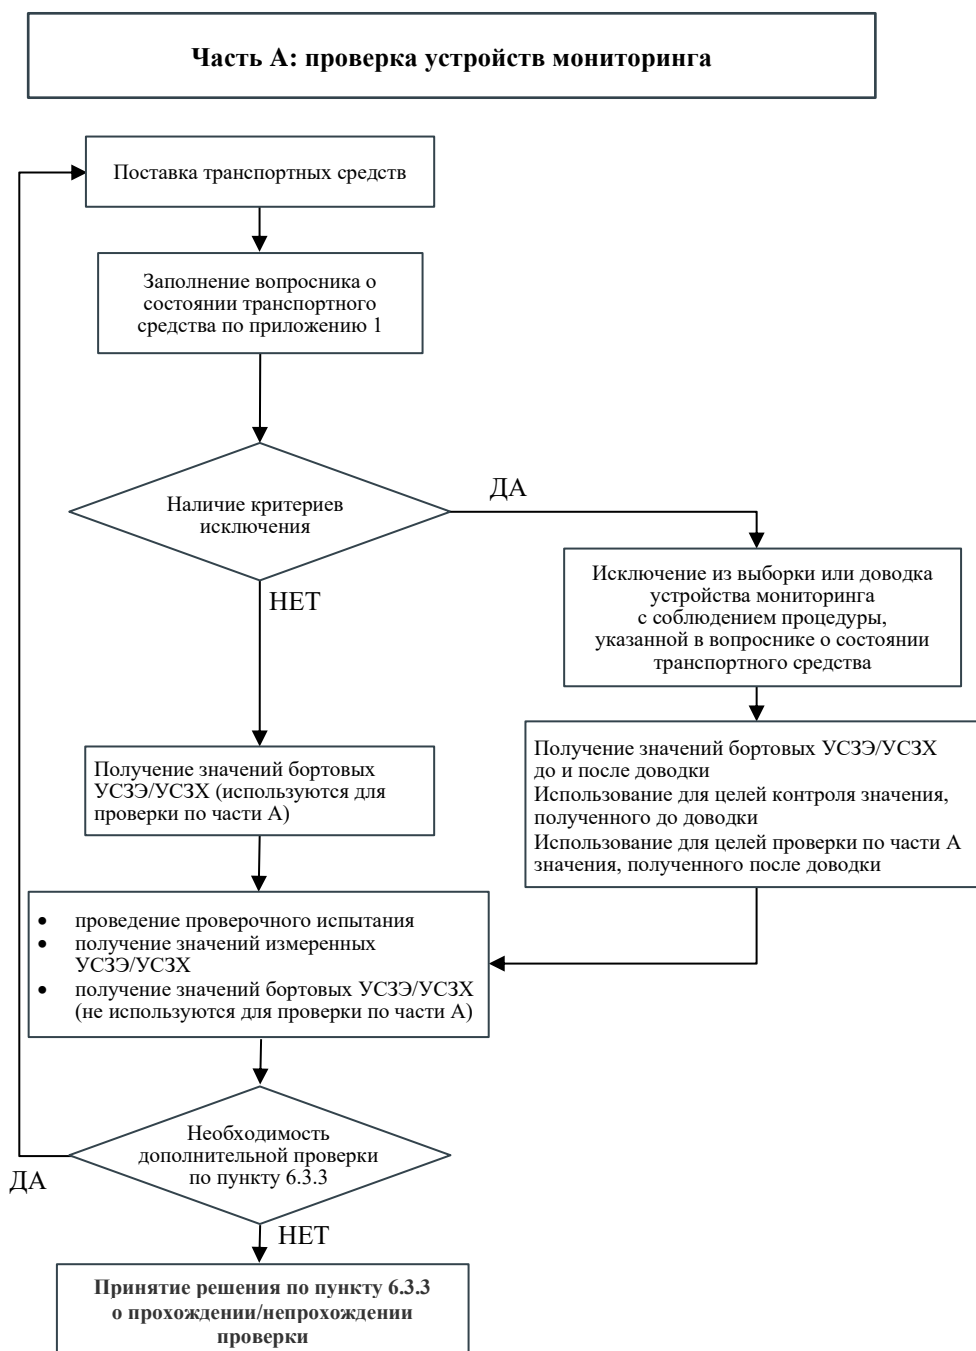 Часть А: проверка устройств мониторинга
Поставка транспортных средств
Заполнение вопросника о
состоянии транспортного
средства по приложению 1
Наличие критериев
исключения
ДА
НЕТ
Исключение из выборки или доводка
устройства мониторинга
с соблюдением процедуры,
указанной в вопроснике о состоянии
транспортного средства
Получение значений бортовых
УСЗЭ/УСЗХ (используются для
проверки по части А)
Получение значений бортовых УСЗЭ/УСЗХ
до и после доводки
Использование для целей контроля значения,
полученного до доводки
Использование для целей проверки по части А
значения, полученного после доводки
• проведение проверочного испытания
• получение значений измеренных
УСЗЭ/УСЗХ
• получение значений бортовых УСЗЭ/УСЗХ
(не используются для проверки по части А)
Необходимость
дополнительной проверки
по пункту 6.3.3
ДА
НЕТ
Принятие решения по пункту 6.3.3
о прохождении/непрохождении
проверки